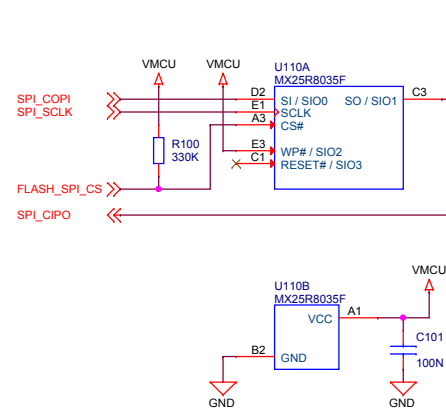 VMCU
VMCU
U110A
MX25R8035F
SPI_COPI
D2
SI / SIO0
SO / SIO1
C3
SPI_SCLK
E1
SCLK
A3
CS#
R100
330K
E3
WP# / SIO2
C1
RESET# / SIO3
FLASH_SPI_CS
SPI_CIPO
VMCU
U110B
MX25R8035F
VCC
A1
C101
100N
B2
GND
GND
GND